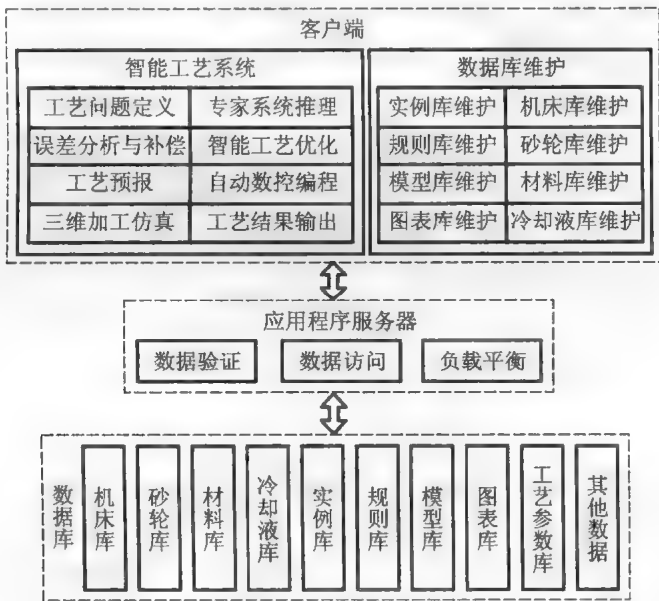 客户端
智能工艺系统
数据库维护
工艺问题定义 专家系统推理
误差分析与补偿 智能工艺优化
工艺预报 自动数控编程
三维加工仿真 工艺结果输出
实例库维护 机床库维护
规则库维护 砂轮库维护
模型库维护 材料库维护
图表库维护 冷却液库维护
应用程序服务器
数据验证 数据访问 负载平衡
数据库
机床库
砂轮库
材料库
冷却液库
实例库
规则库
模型库
图表库
工艺参数库
其他数据